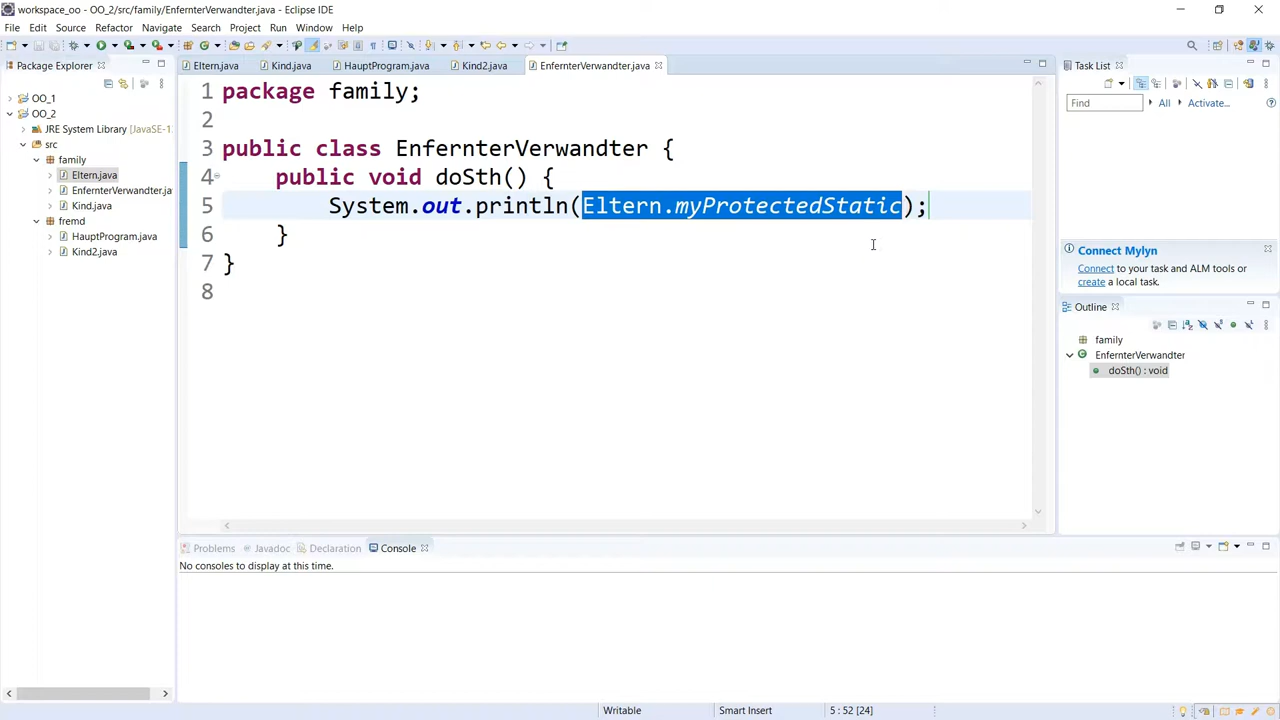 workspace_oo - OO_2/src/family/EnfernterVerwandter.java - Eclipse IDE
File Edit Source Refactor Navigate Search Project Run Window Help
Package Explorer
Eltern.java Kind.java HauptProgram.java Kind2.java EnfernterVerwandter.java
Task List
OO_1
OO_2
JRE System Library [JavaSE-1
src
family
Eltern.java
EnfernterVerwandter.ja
Kind.java
fremd
HauptProgram.java
Kind2.java
1 package family;
2
3 public class EnfernterVerwandter {
4 public void doSth() {
5 System.out.println(Eltern.myProtectedStatic);
6 }
7 }
8
Find All Activate...
Connect Mylyn
Connect to your task and ALM tools or
create a local task.
Outline
family
EnfernterVerwandter
doSth() : void
Problems Javadoc Declaration Console
No consoles to display at this time.
Writable Smart Insert 5 : 52 [24]